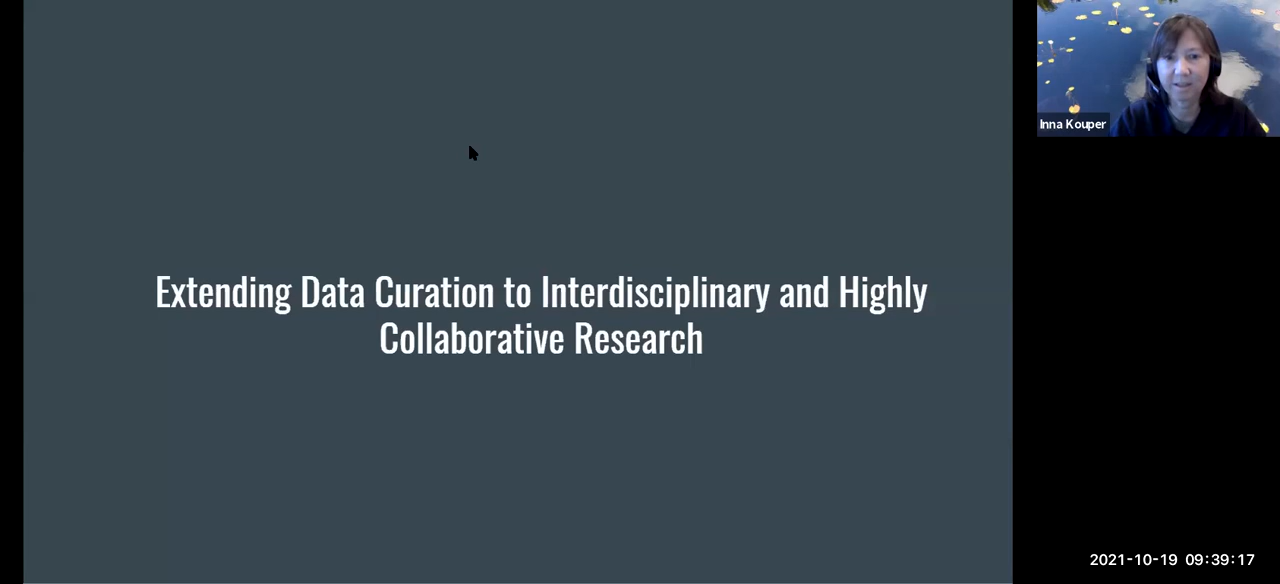 Extending Data Curation to Interdisciplinary and Highly
Collaborative Research
Inna Kouper
2021-10-19 09:39:17